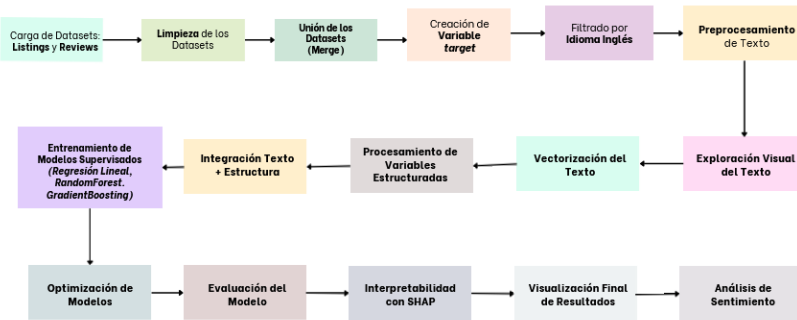 Carga de Datasets:
Listings y Reviews
Limpieza de los
Datasets
Unión de los
Datasets
(Merge)
Creación de
Variable
target
Filtrado por
Idioma Inglés
Preprocesamiento
de Texto
Exploración Visual
del Texto
Vectorización del
Texto
Procesamiento de
Variables
Estructuradas
Integración Texto
+ Estructura
Entrenamiento de
Modelos Supervisados
(Regresión Lineal,
RandomForest.
GradientBoosting)
Optimización de
Modelos
Evaluación del
Modelo
Interpretabilidad
con SHAP
Visualización Final
de Resultados
Análisis de
Sentimiento